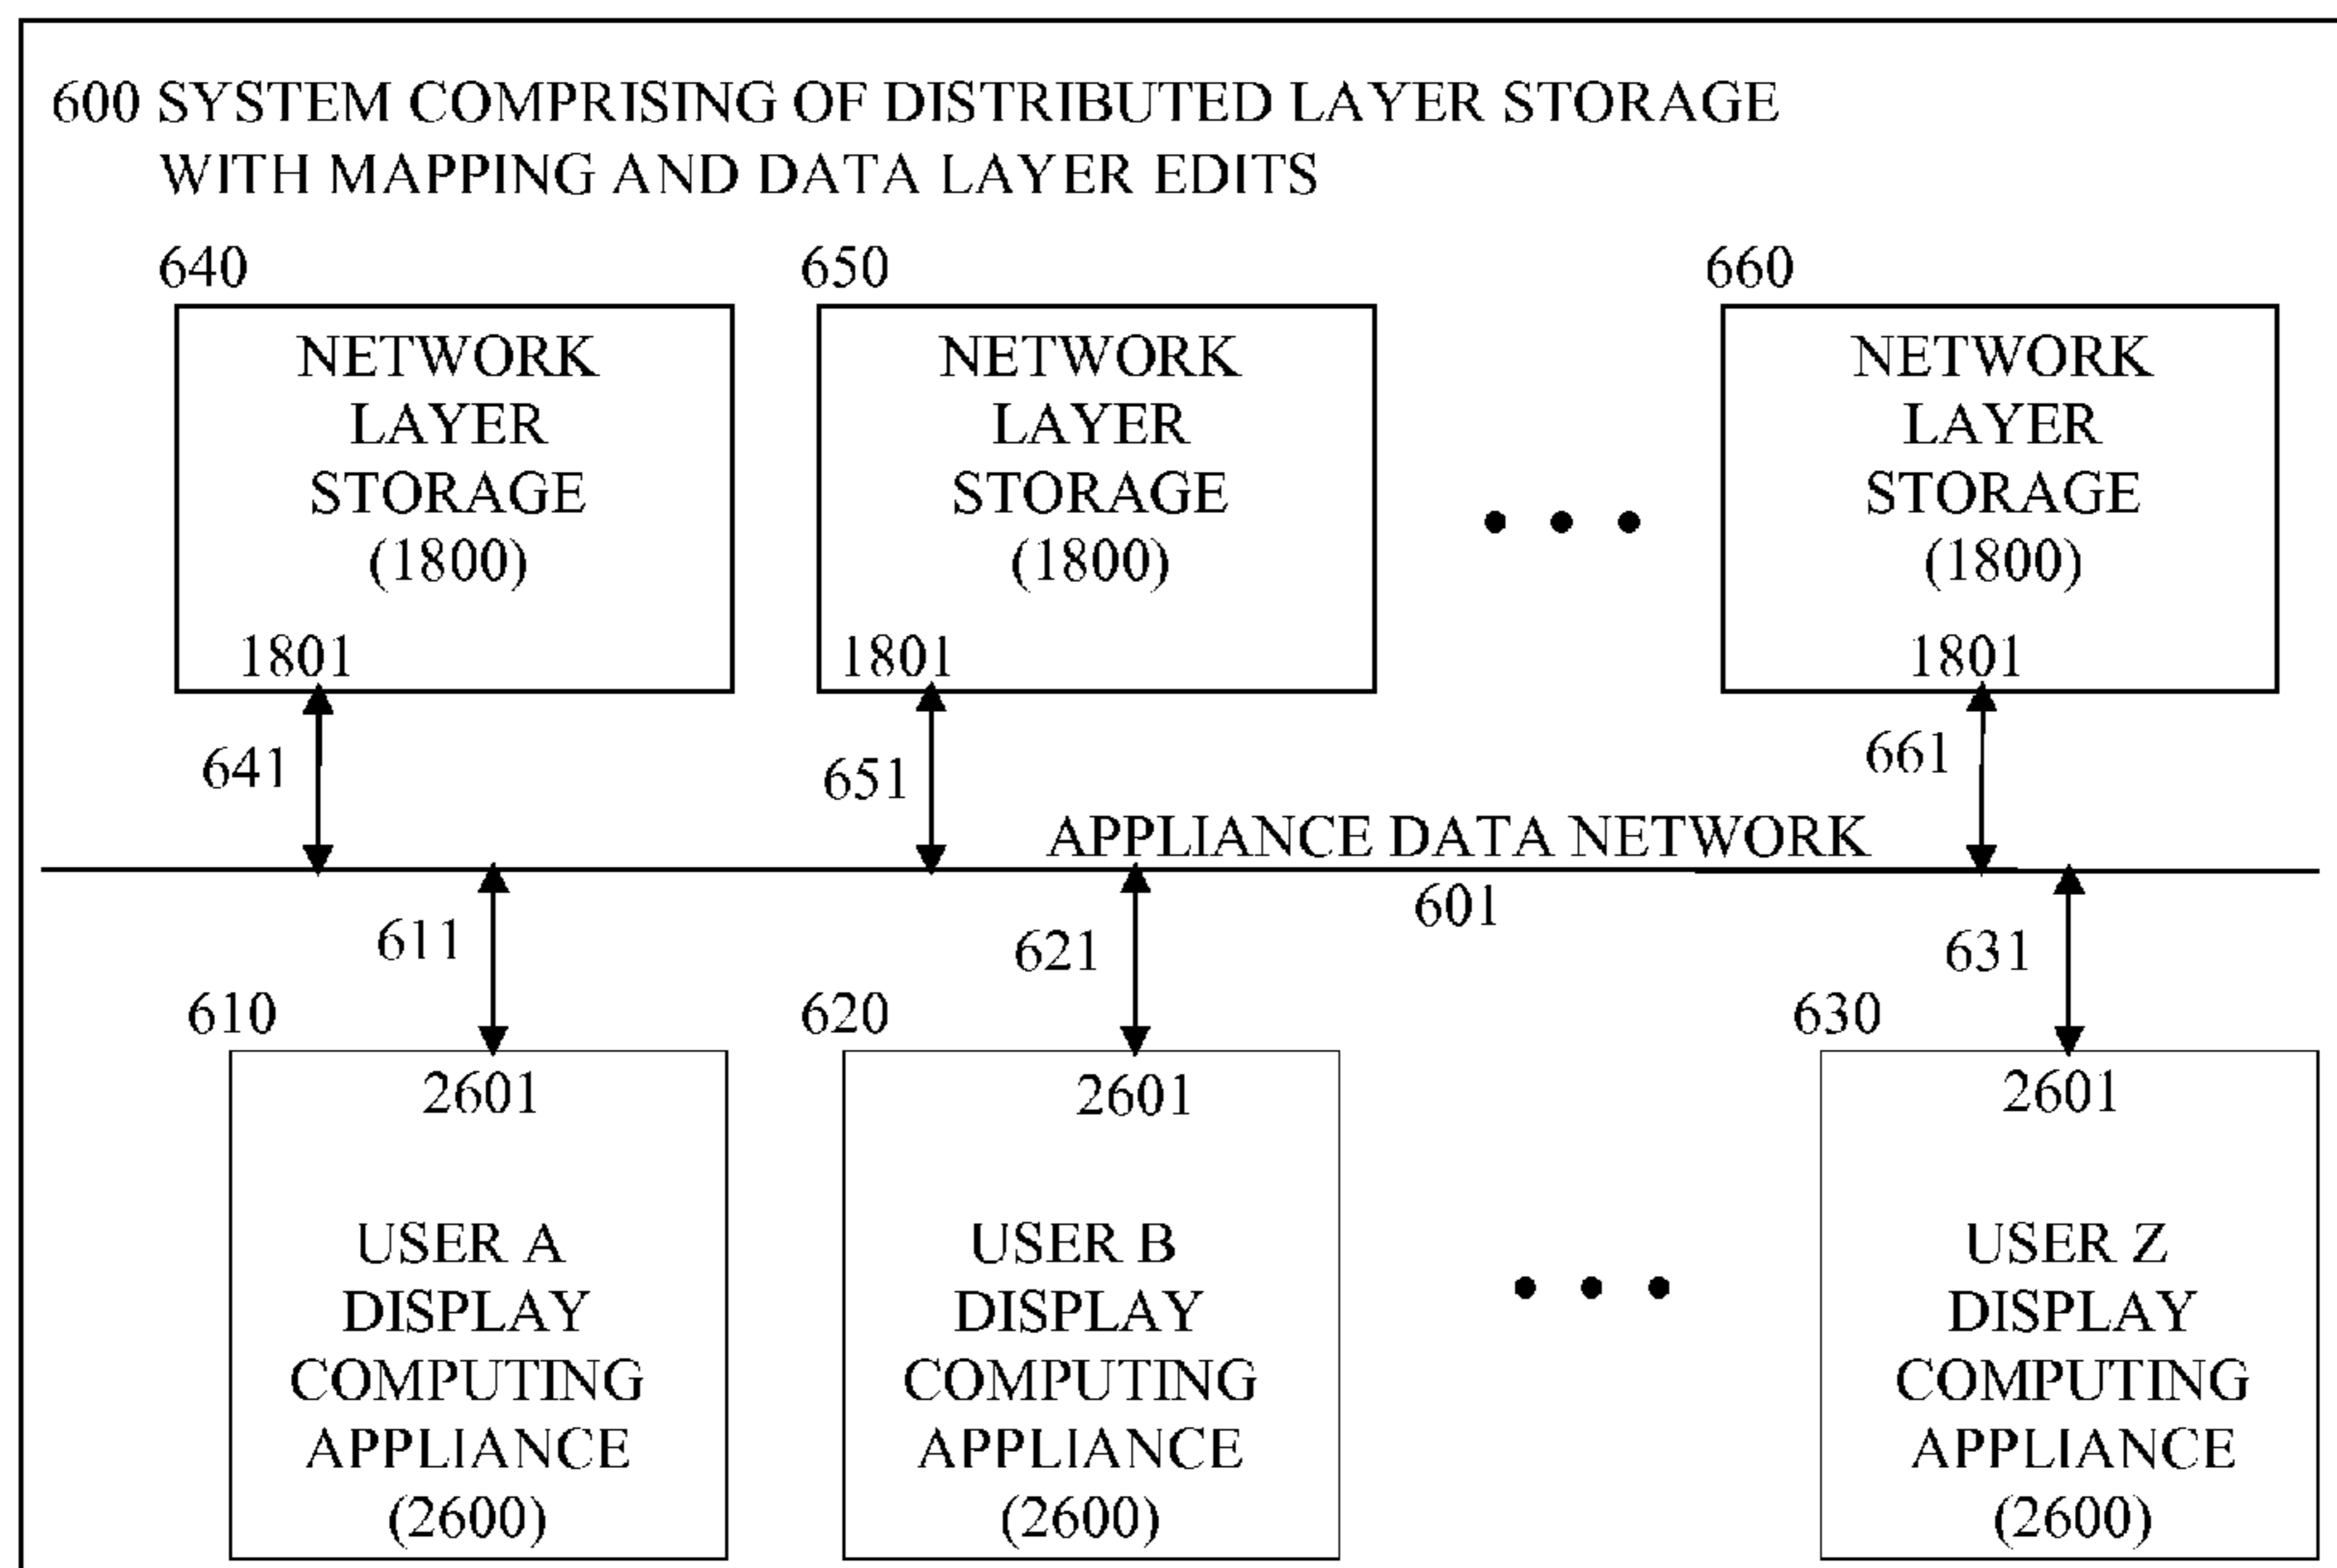 600 SYSTEM COMPRISING OF DISTRIBUTED LAYER STORAGE
WITH MAPPING AND DATA LAYER EDITS
640
650
660
NETWORK
LAYER
STORAGE
(1800)
1801
NETWORK
LAYER
STORAGE
(1800)
1801
NETWORK
LAYER
STORAGE
(1800)
1801
641
651
661
APPLIANCE DATA NETWORK
601
611
621
631
610
620
630
2601
USER A
DISPLAY
COMPUTING
APPLIANCE
(2600)
2601
USER B
DISPLAY
COMPUTING
APPLIANCE
(2600)
2601
USER Z
DISPLAY
COMPUTING
APPLIANCE
(2600)